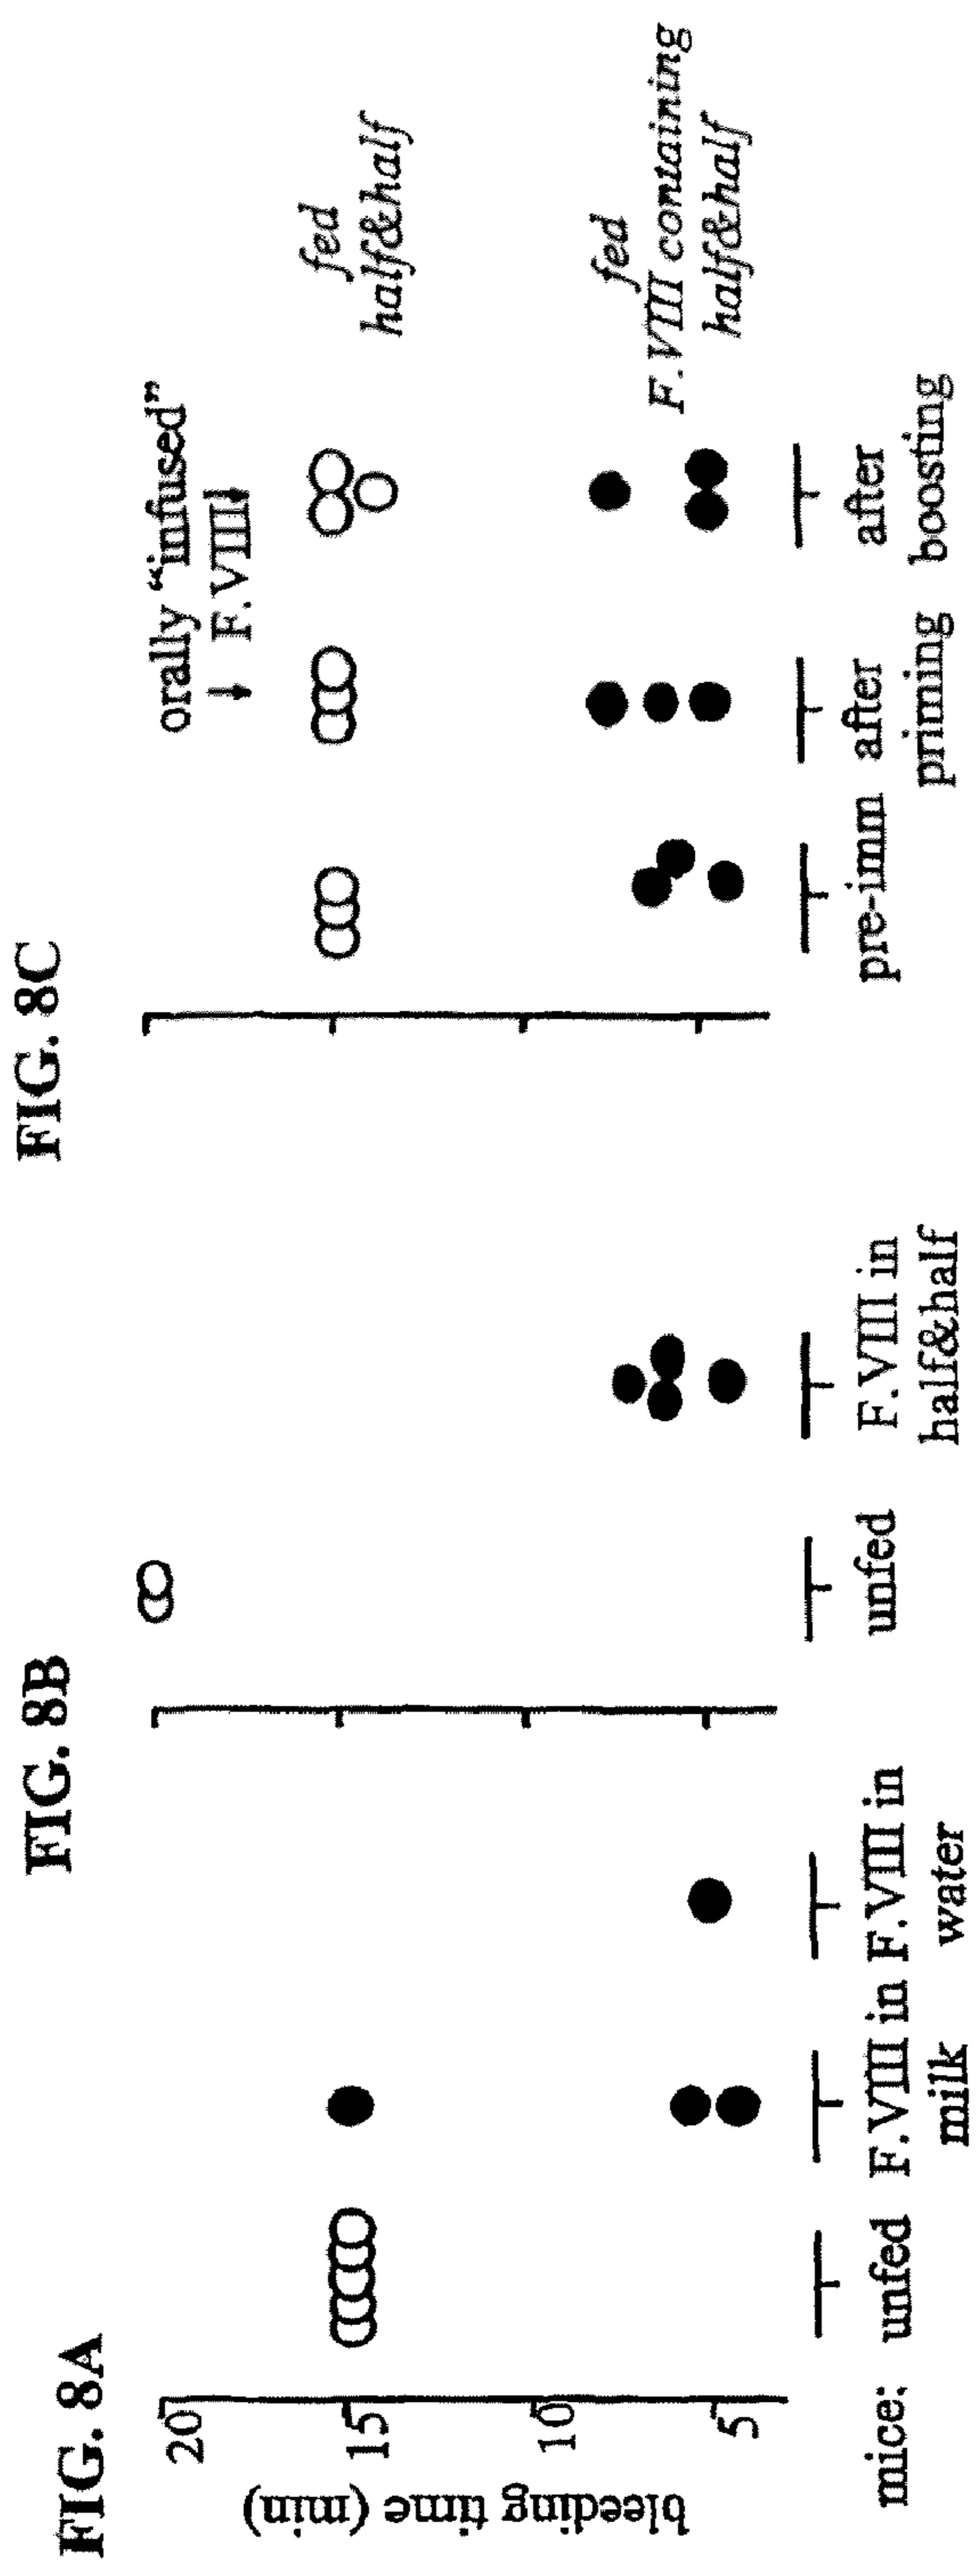 FIG. 8A
bleeding time (min)
20
15
10
5
mice:
unfed
F.VIII in
milk
F.VIII in
water
FIG. 8B
unfed
F.VIII in
half&half
FIG. 8C
orally “infused”
F.VIII
fed
half&half
fed
F.VIII containing
half&half
pre-imm
after
priming
after
boosting